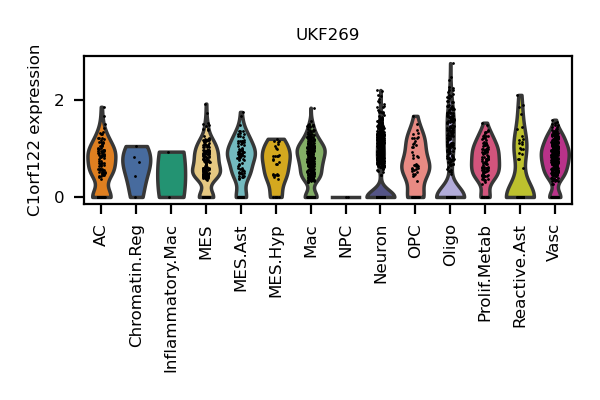 UKF269
C1orf122 expression
2
0
AC
Chromatin.Reg
Inflammatory.Mac
MES
MES.Ast
MES.Hyp
Mac
NPC
Neuron
OPC
Oligo
Prolif.Metab
Reactive.Ast
Vasc